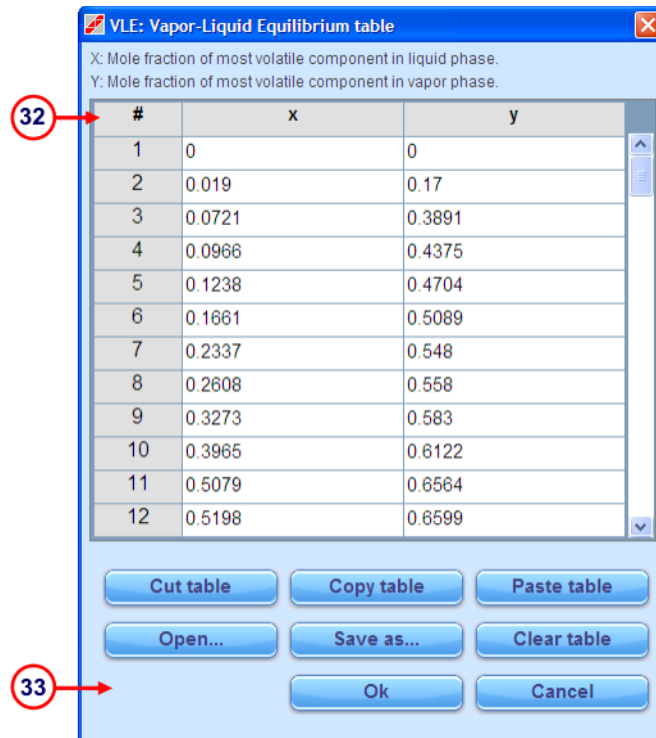 VLE: Vapor-Liquid Equilibrium table
X: Mole fraction of most volatile component in liquid phase.
Y: Mole fraction of most volatile component in vapor phase.
32
# x y
1 0 0
2 0.019 0.17
3 0.0721 0.3891
4 0.0966 0.4375
5 0.1238 0.4704
6 0.1661 0.5089
7 0.2337 0.548
8 0.2608 0.558
9 0.3273 0.583
10 0.3965 0.6122
11 0.5079 0.6564
12 0.5198 0.6599
Cut table Copy table Paste table
Open... Save as... Clear table
33 Ok Cancel